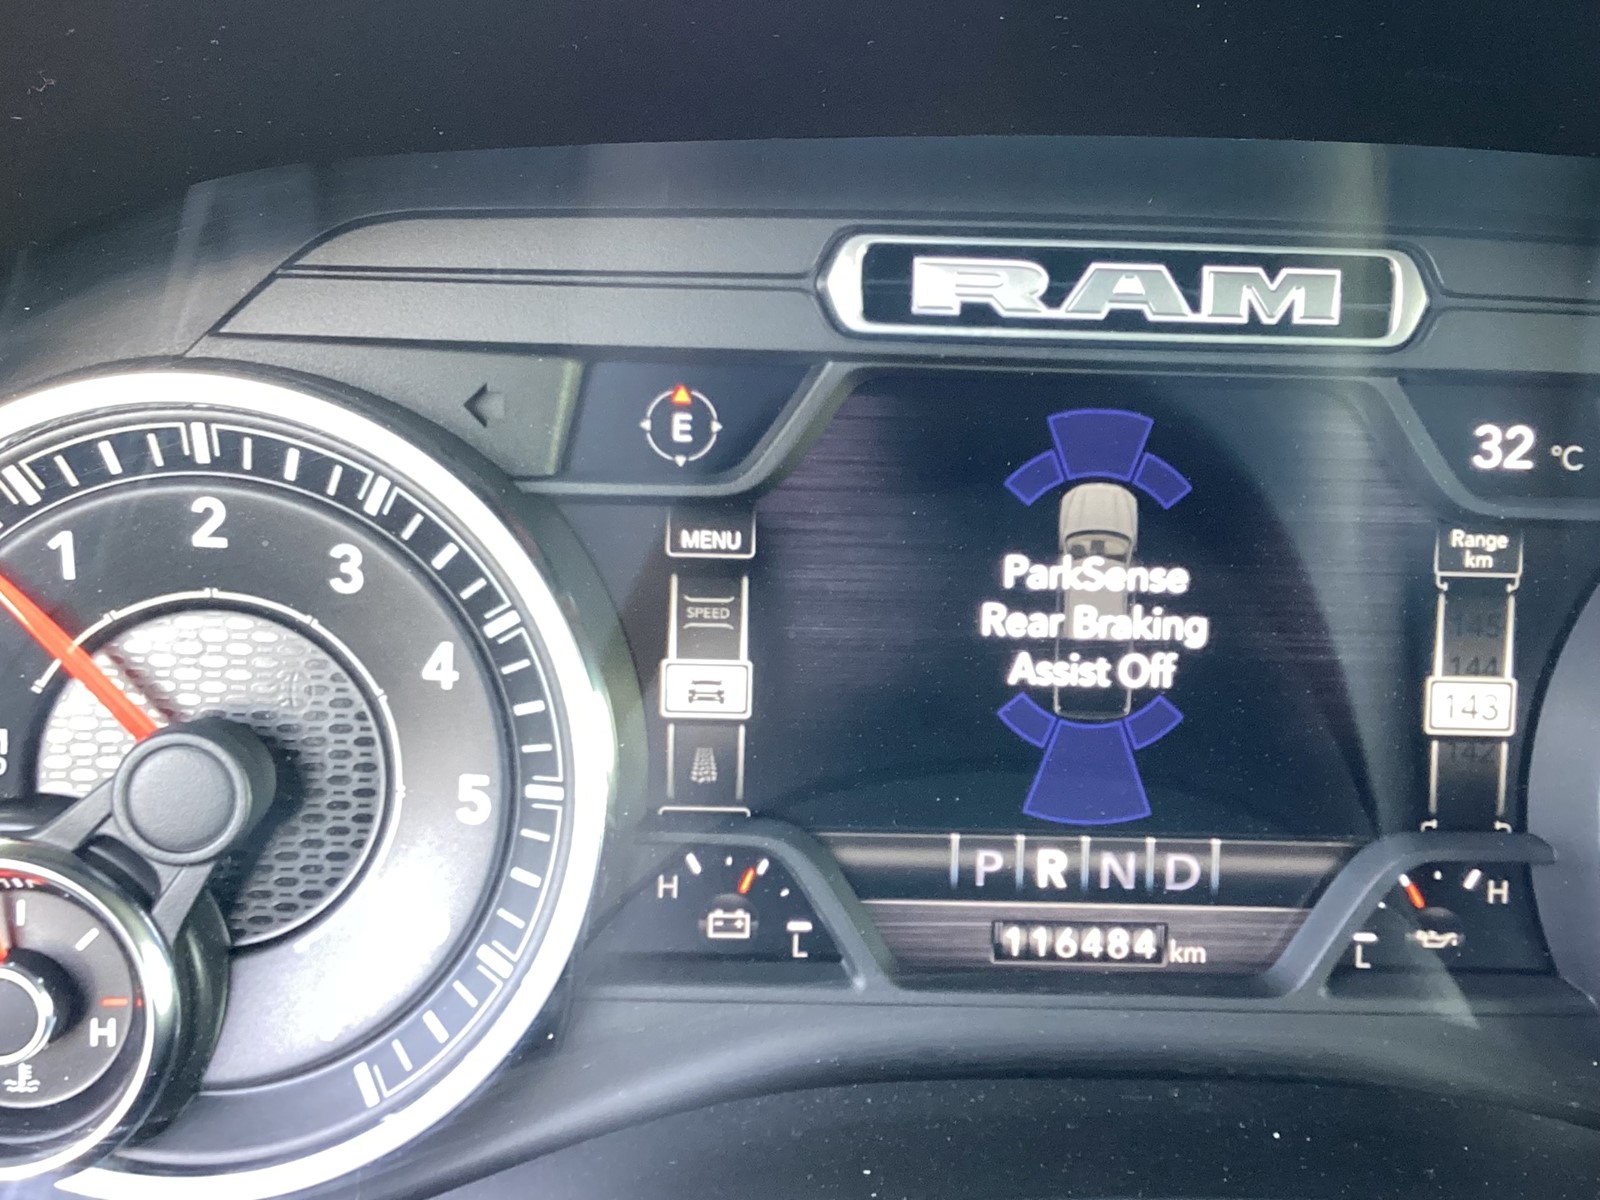 RAM
E
32 °C
MENU
SPEED
Range
km
145
144
143
142
ParkSense
Rear Braking
Assist Off
P R N D
116484 km
H
L
H
L
1
2
3
4
5
H